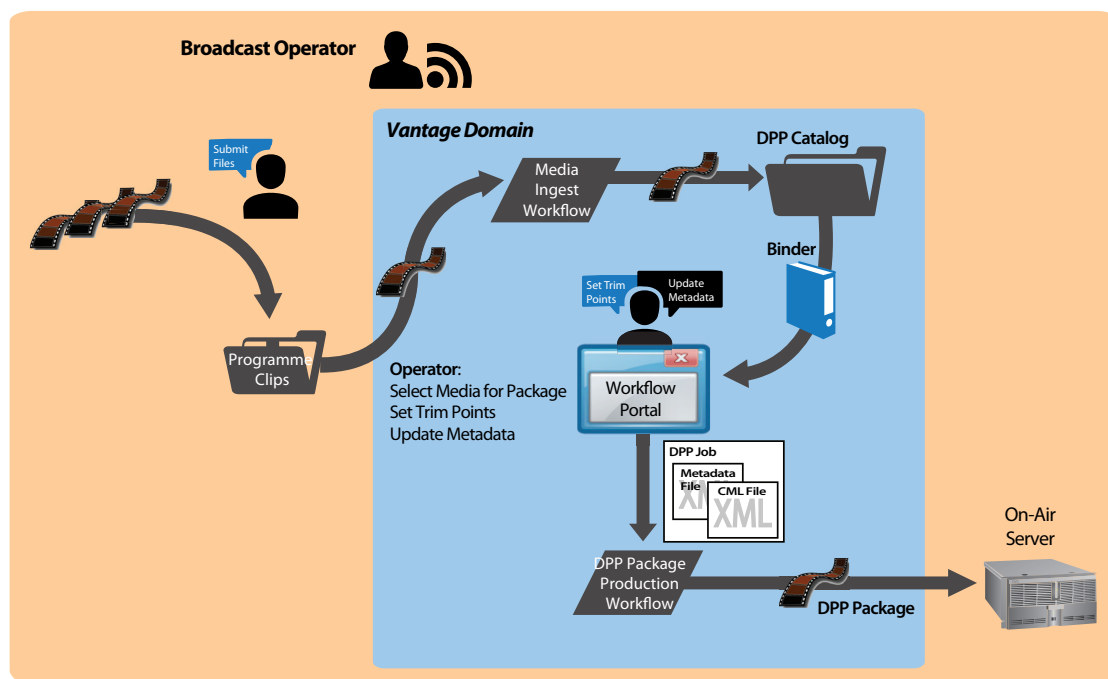 Broadcast Operator
Vantage Domain
Submit
Files
Media
Ingest
Workflow
DPP Catalog
Binder
Set Trim
Points
Update
Metadata
Programme
Clips
Operator:
Select Media for Package
Set Trim Points
Update Metadata
Workflow
Portal
DPP Job
Metadata
File
XML
CML File
XML
DPP Package
Production
Workflow
DPP Package
On-Air
Server